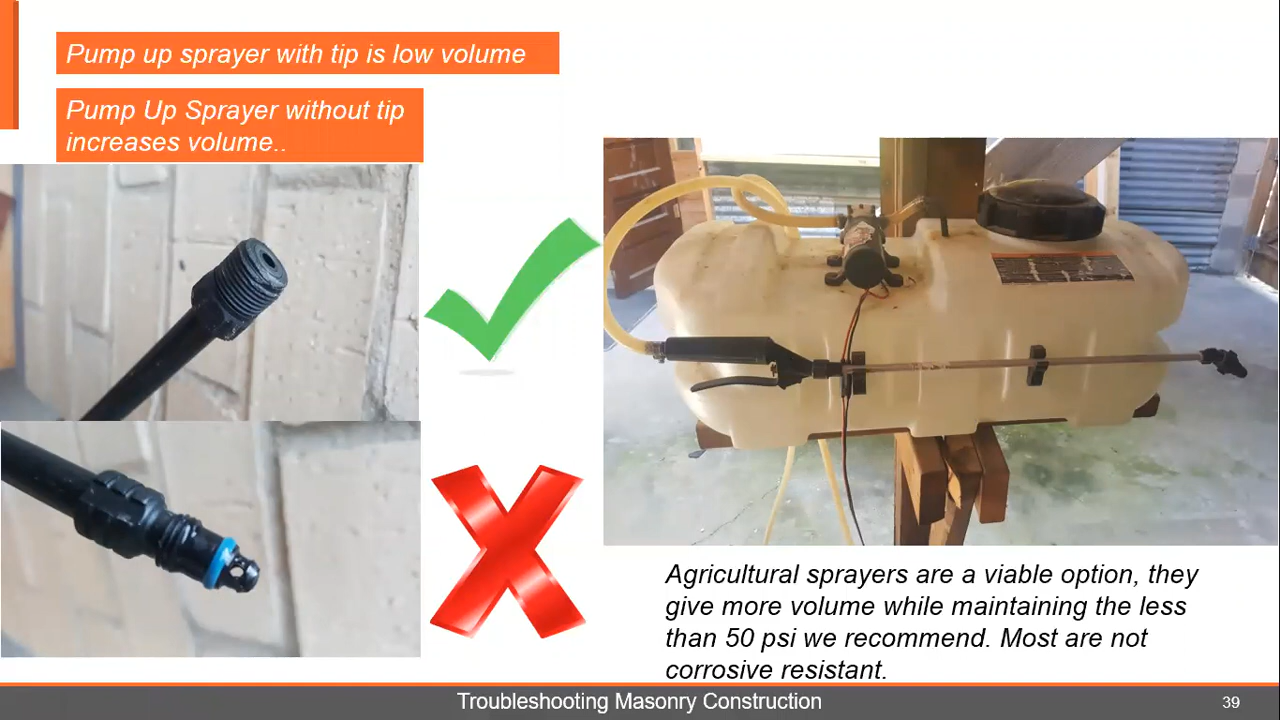 Pump up sprayer with tip is low volume
Pump Up Sprayer without tip
increases volume..
Agricultural sprayers are a viable option, they
give more volume while maintaining the less
than 50 psi we recommend. Most are not
corrosive resistant.
Troubleshooting Masonry Construction
39